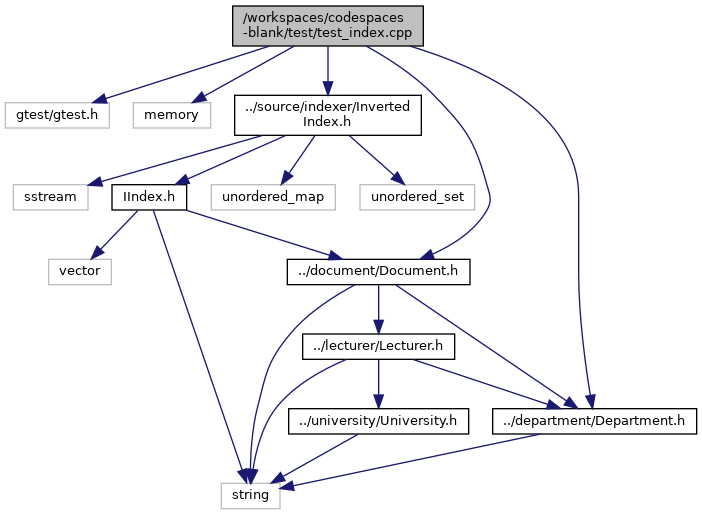 /workspaces/codespaces
-blank/test/test_index.cpp
gtest/gtest.h
memory
../source/indexer/Inverted
Index.h
sstream
IIndex.h
unordered_map
unordered_set
vector
../document/Document.h
../lecturer/Lecturer.h
../university/University.h
../department/Department.h
string